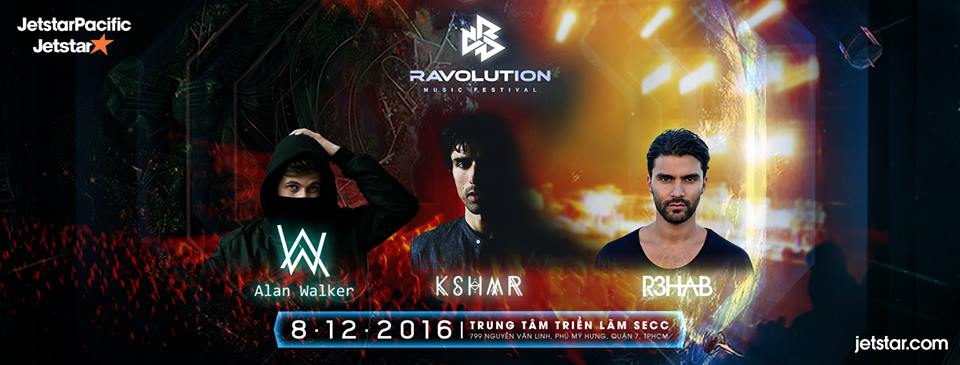 JetstarPacific
Jetstar
RAVOLUTION
MUSIC FESTIVAL
Alan Walker
KSHMR
R3HAB
8·12·2016
TRUNG TÂM TRIỂN LÃM SECC
799 NGUYỄN VĂN LINH, PHÚ MỸ HƯNG, QUẬN 7, TPHCM
jetstar.com